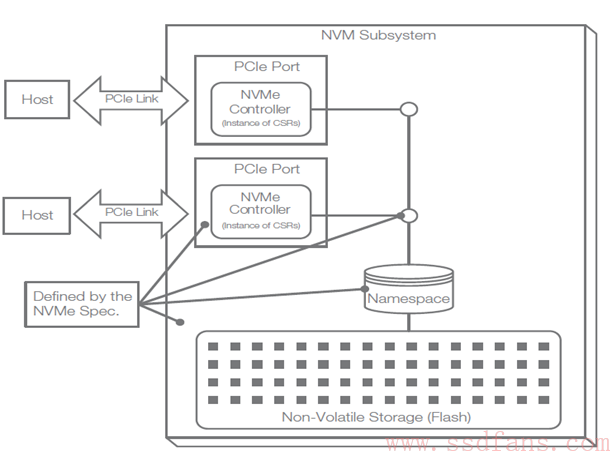 NVM Subsystem
PCIe Port
NVMe
Controller
(Instance of CSRs)
Host
PCIe Link
PCIe Port
NVMe
Controller
(Instance of CSRs)
Host
PCIe Link
Defined by the
NVMe Spec.
Namespace
Non-Volatile Storage (Flash)
www.ssdfans.com